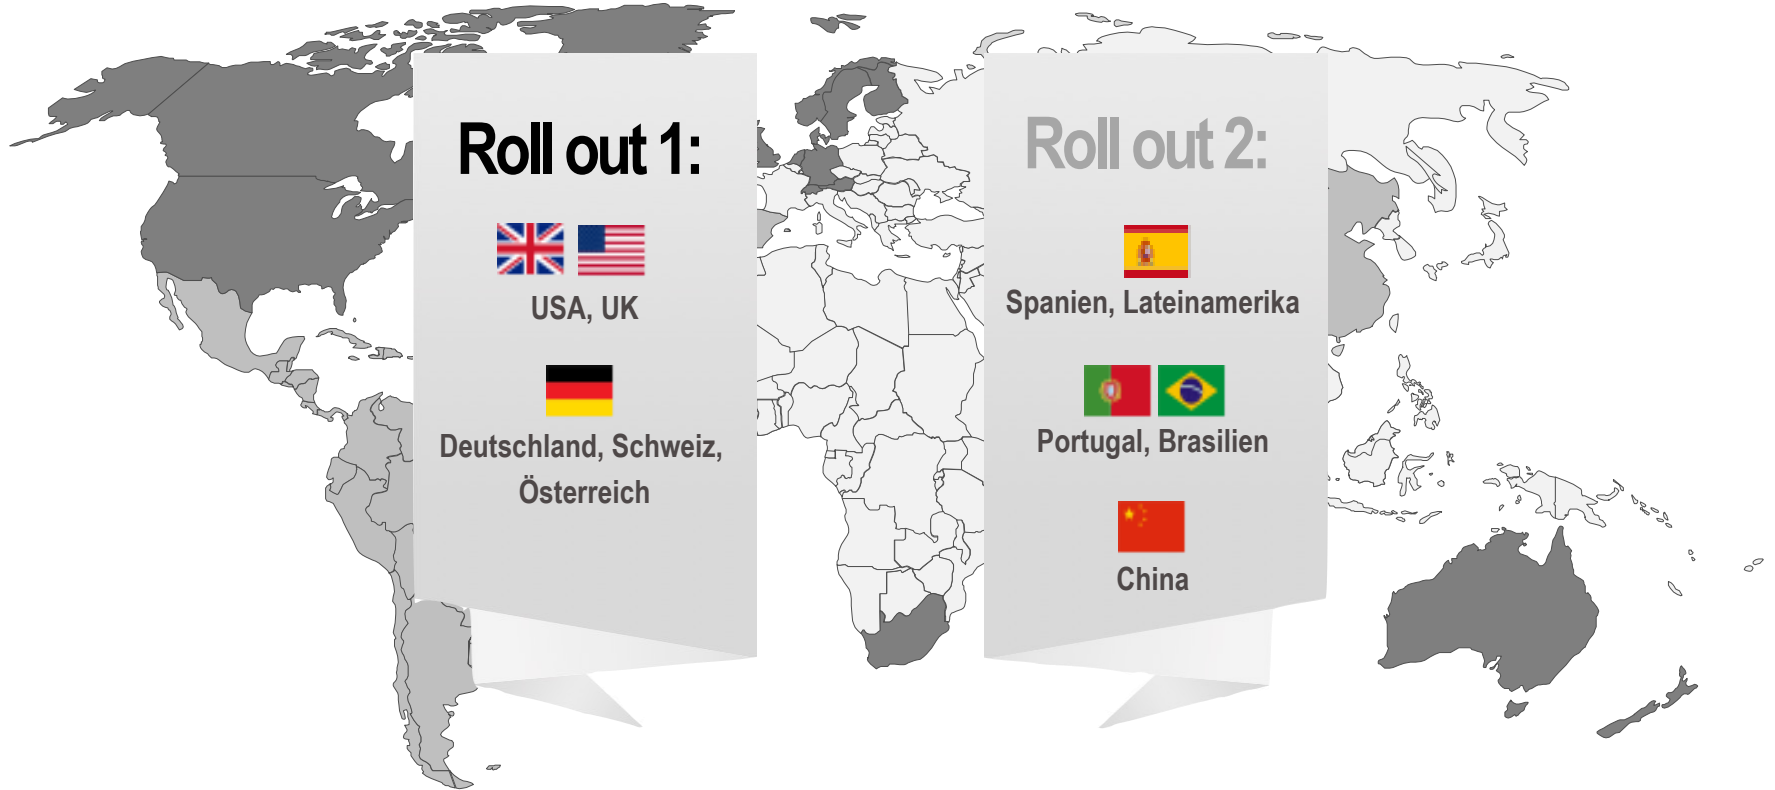 Roll out 1:
USA, UK
Deutschland, Schweiz,
Österreich
Roll out 2:
Spanien, Lateinamerika
Portugal, Brasilien
China